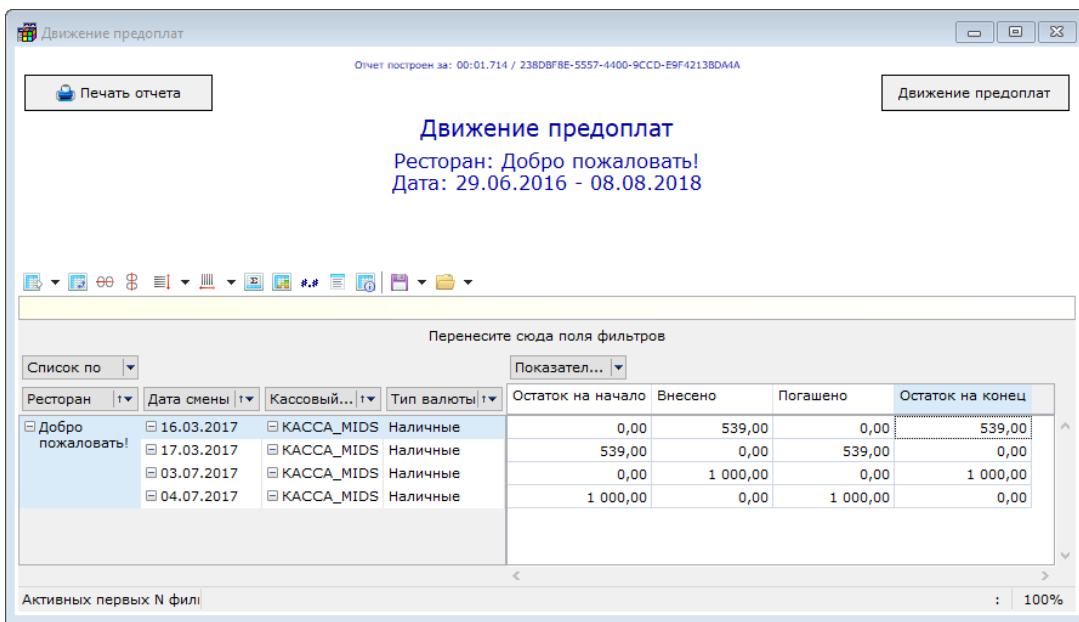 Движение предоплат
Отчет построен за: 00:01.714 / 238DBF8E-5557-4400-9CCD-E9F4213BDA4A
Печать отчета
Движение предоплат
Движение предоплат
Ресторан: Добро пожаловать!
Дата: 29.06.2016 - 08.08.2018
Перенесите сюда поля фильтров
Список по Показател...
Ресторан Дата смены Кассовый... Тип валюты Остаток на начало Внесено Погашено Остаток на конец
Добро пожаловать! 16.03.2017 КАССА_MIDS Наличные 0,00 539,00 0,00 539,00
17.03.2017 КАССА_MIDS Наличные 539,00 0,00 539,00 0,00
03.07.2017 КАССА_MIDS Наличные 0,00 1 000,00 0,00 1 000,00
04.07.2017 КАССА_MIDS Наличные 1 000,00 0,00 1 000,00 0,00
Активных первых N фил : 100%